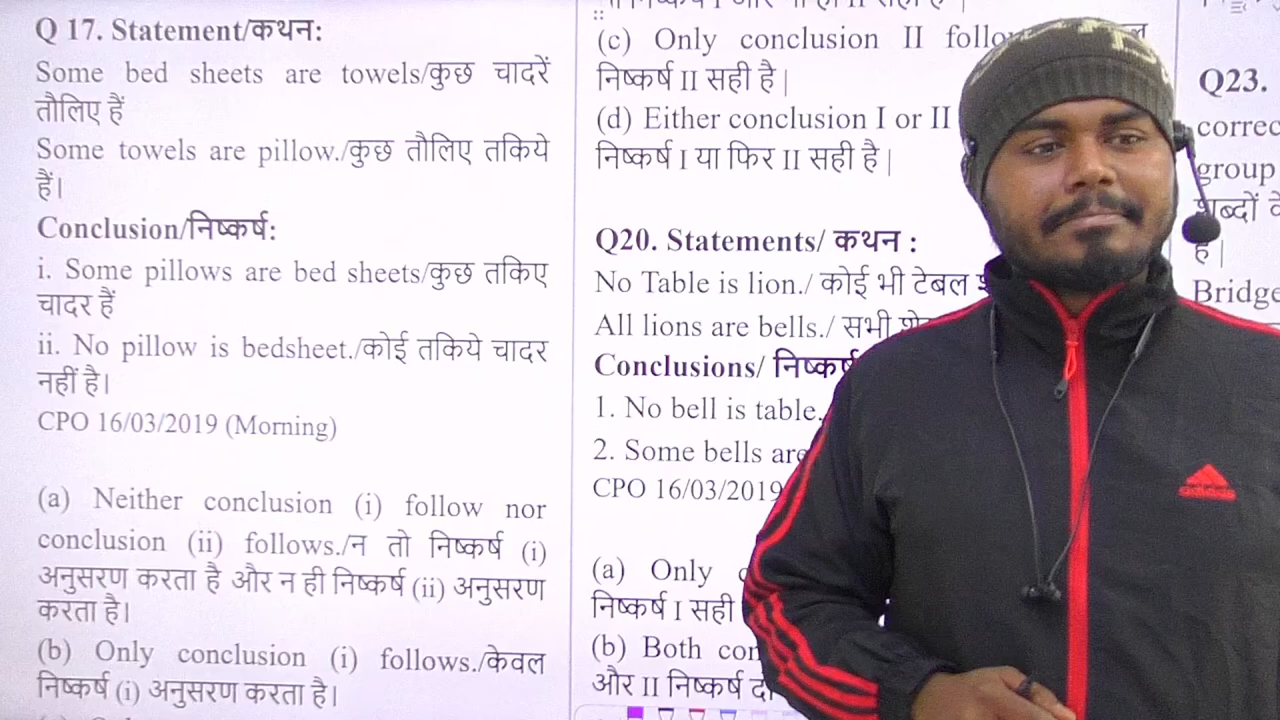 Q 17. Statement/कथन:
Some bed sheets are towels/कुछ चादरें
तौलिए हैं
Some towels are pillow./कुछ तौलिए तकिये
हैं।
Conclusion/निष्कर्ष:
i. Some pillows are bed sheets/कुछ तकिए
चादर हैं
ii. No pillow is bedsheet./कोई तकिये चादर
नहीं है।
CPO 16/03/2019 (Morning)
(a) Neither conclusion (i) follow nor
conclusion (ii) follows./न तो निष्कर्ष (i)
अनुसरण करता है और न ही निष्कर्ष (ii) अनुसरण
करता है।
(b) Only conclusion (i) follows./केवल
निष्कर्ष (i) अनुसरण करता है।
(c) Only conclusion II
निष्कर्ष II सही है|
(d) Either conclusion I or II
निष्कर्ष I या फिर II सही है|
Q20. Statements/ कथन :
No Table is lion./ कोई भी टेबल
All lions are bells./ सभी
Conclusions/ निष्कर्ष
1. No bell is table.
2. Some bells are
CPO 16/03/2019
(a) Only
निष्कर्ष I सही
(b) Both
और II निष्कर्ष
Q23.
group
शब्दों
है|
Bridge
adidas